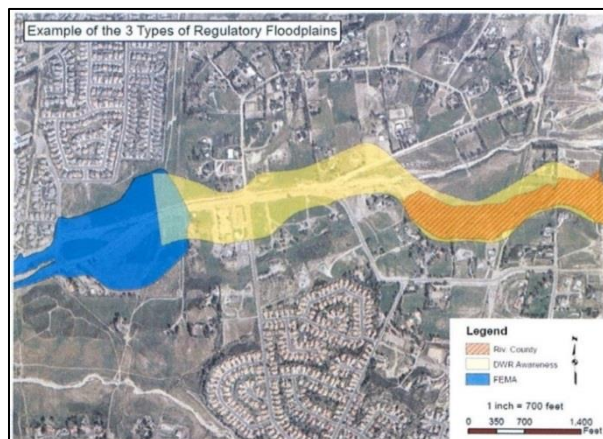 Example of the 3 Types of Regulatory Floodplains
Legend
Riv. County
DWR Awareness
FEMA
1 inch = 700 feet
0 350 700 1,400
Feet